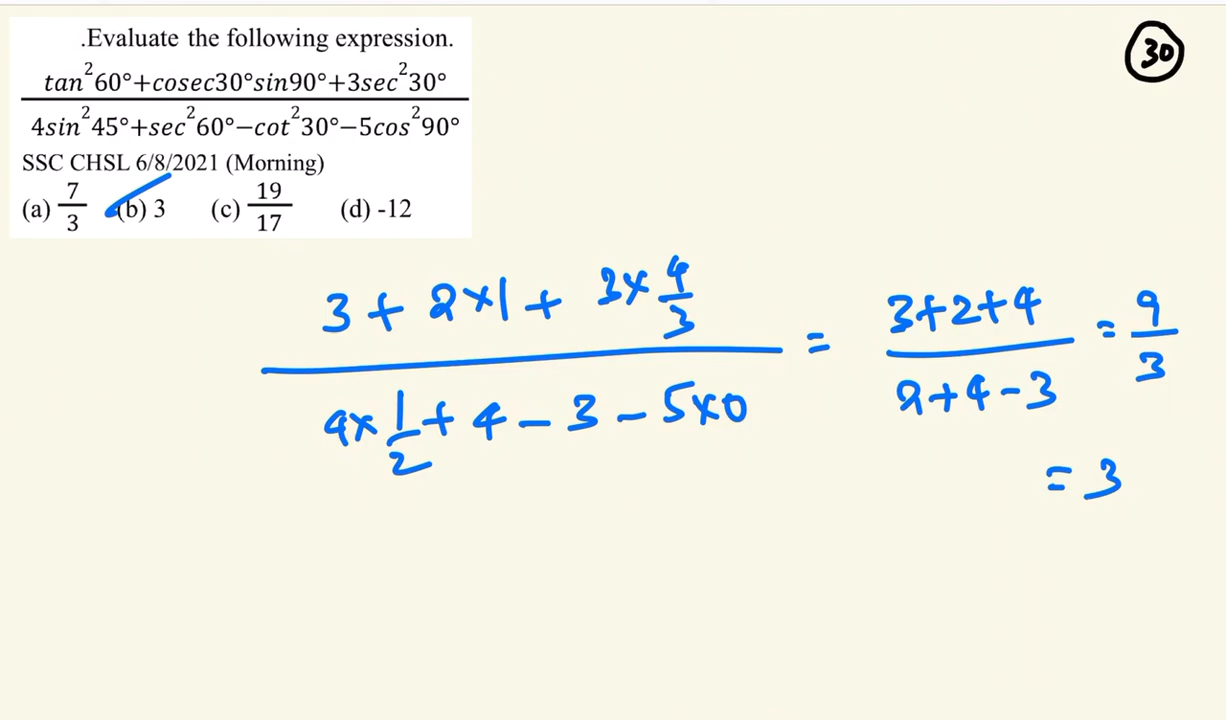 30
.Evaluate the following expression.
tan²60°+cosec30°sin90°+3sec²30°
4sin²45°+sec²60°−cot²30°−5cos²90°
SSC CHSL 6/8/2021 (Morning)
(a) 7/3 (b) 3 (c) 19/17 (d) -12
3 + 2×1 + 3× 4/3 = 3+2+4 = 9/3
4× 1/2 + 4 − 3 − 5×0 2+4−3
= 3